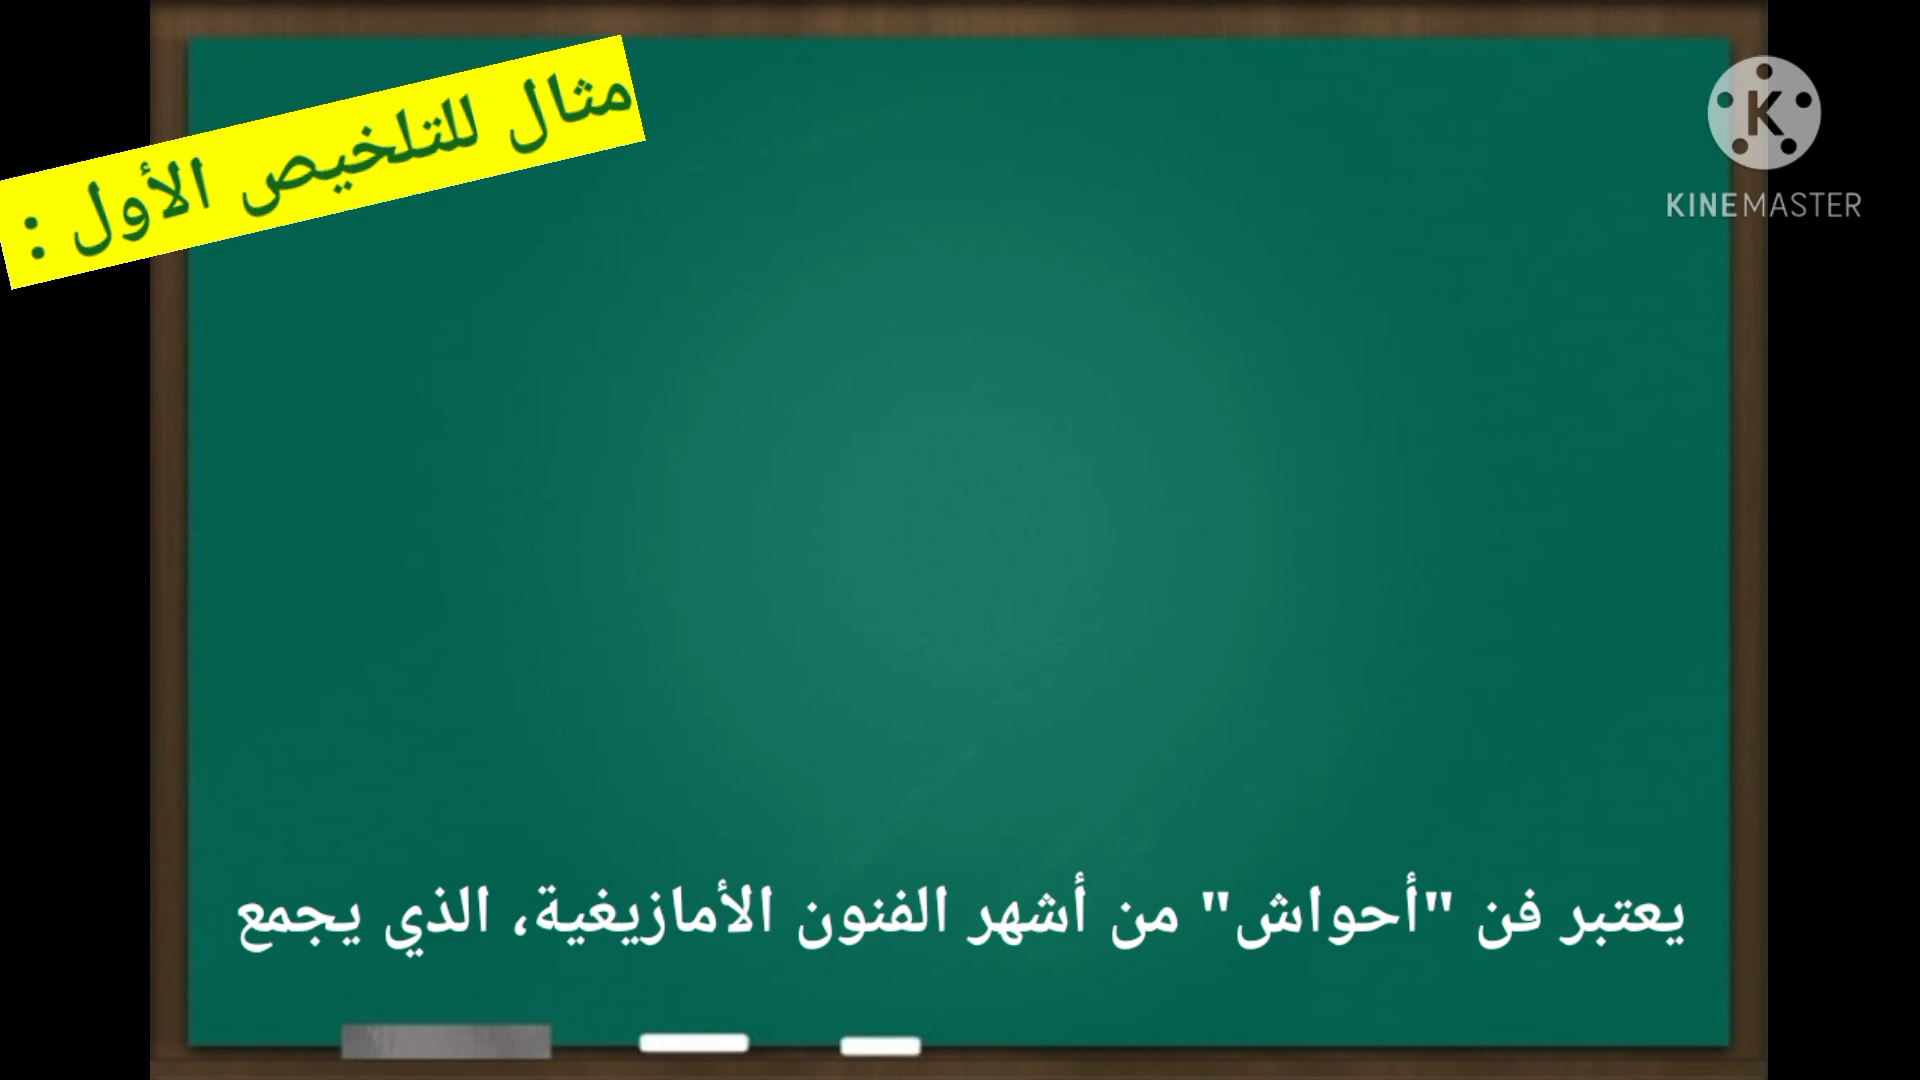 مثال للتلخيص الأول :
KINEMASTER
يعتبر فن "أحواش" من أشهر الفنون الأمازيغية، الذي يجمع